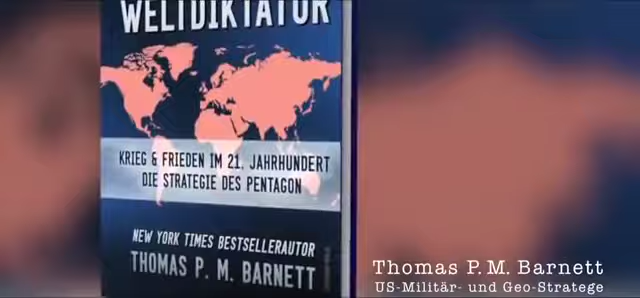 WELTDIKTATOR
KRIEG & FRIEDEN IM 21. JAHRHUNDERT
DIE STRATEGIE DES PENTAGON
NEW YORK TIMES BESTSELLERAUTOR
THOMAS P. M. BARNETT
Thomas P. M. Barnett
US-Militär- und Geo-Stratege